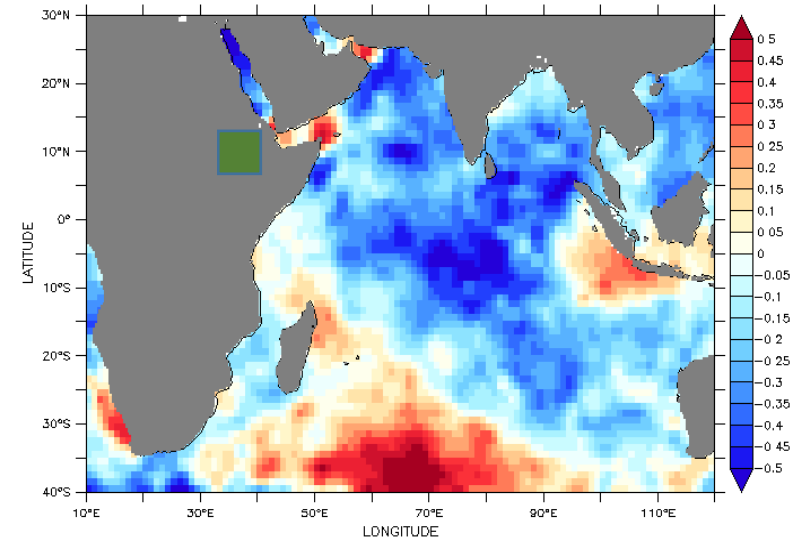 30°N
20°N
10°N
0°
10°S
20°S
30°S
40°S
LATITUDE
10°E
30°E
50°E
70°E
90°E
110°E
LONGITUDE
0 5
0.45
0.4
0.35
0.3
0.25
0.2
0.15
0.1
0 05
0
-0.05
-0.1
-0.15
-0.2
0 25
-0.3
-0.35
-0.4
0 45
-0.5